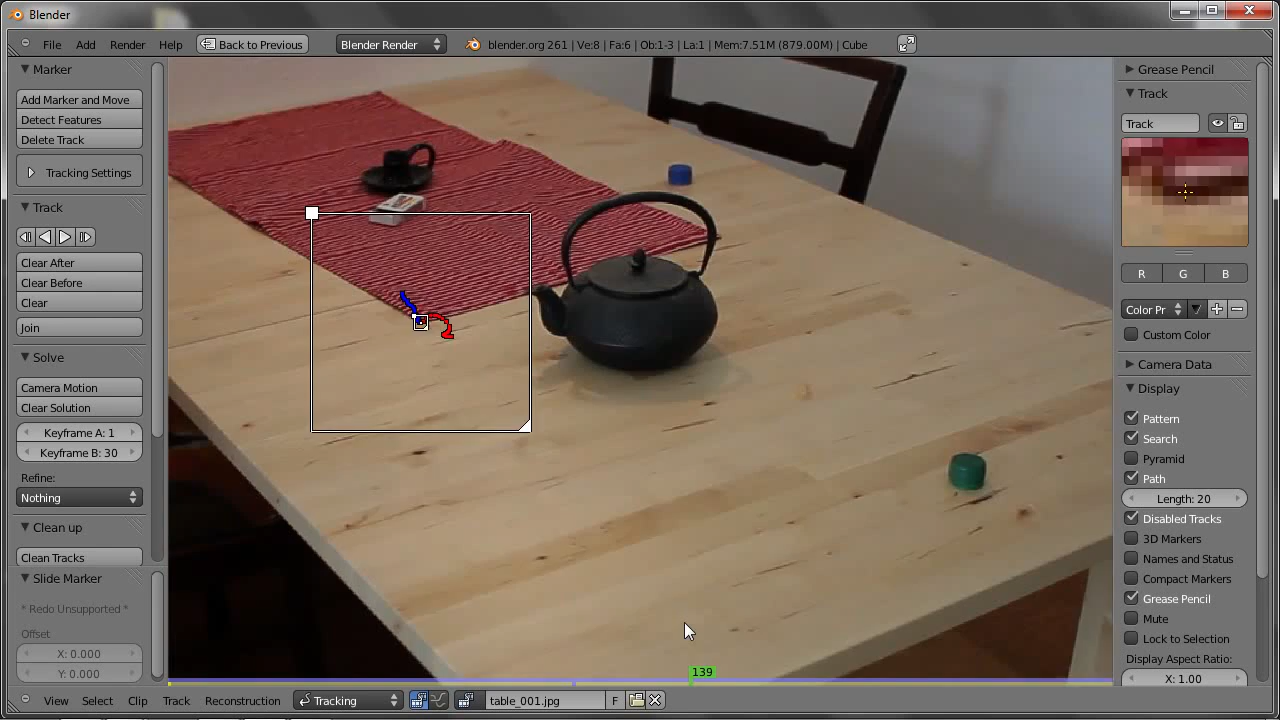 Blender
File Add Render Help Back to Previous Blender Render blender.org 261 | Ve:8 | Fa:6 | Ob:1-3 | La:1 | Mem:7.51M (879.00M) | Cube
Marker
Add Marker and Move
Detect Features
Delete Track
Tracking Settings
Track
Clear After
Clear Before
Clear
Join
Solve
Camera Motion
Clear Solution
Keyframe A: 1
Keyframe B: 30
Refine:
Nothing
Clean up
Clean Tracks
Slide Marker
* Redo Unsupported *
Offset
X: 0.000
Y: 0.000
139
Grease Pencil
Track
Track
R G B
Color Pr
Custom Color
Camera Data
Display
Pattern
Search
Pyramid
Path
Length: 20
Disabled Tracks
3D Markers
Names and Status
Compact Markers
Grease Pencil
Mute
Lock to Selection
Display Aspect Ratio:
X: 1.00
View Select Clip Track Reconstruction Tracking table_001.jpg F